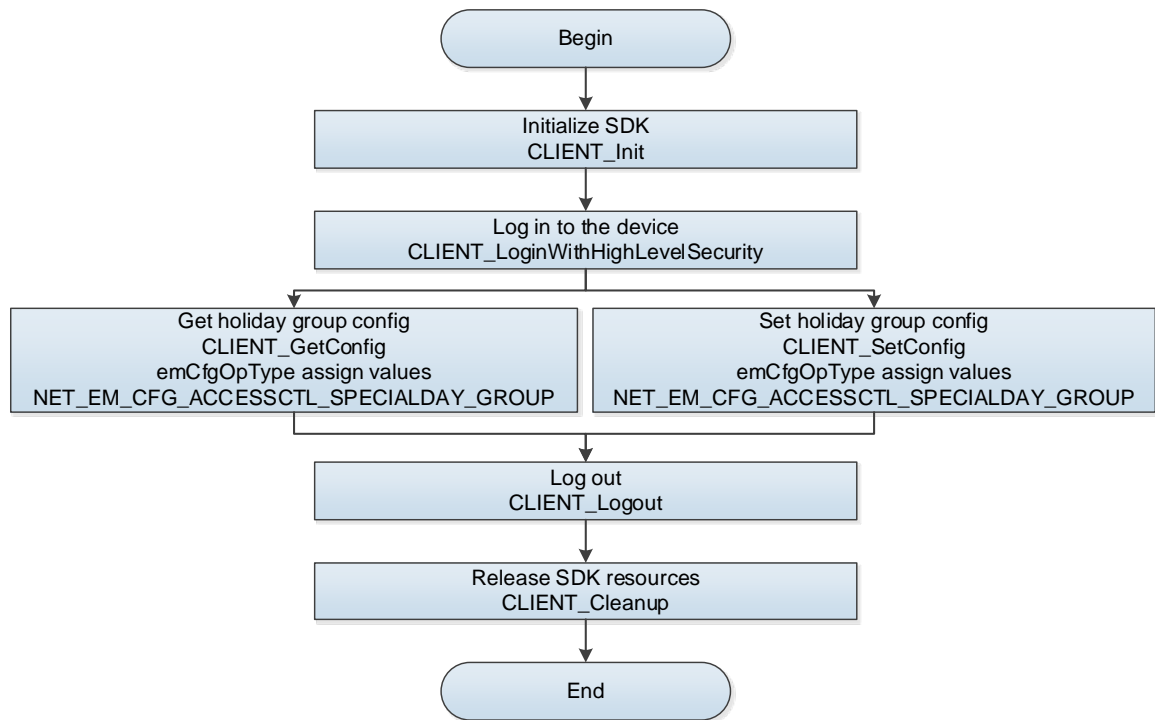 Begin
Initialize SDK
CLIENT_Init
Log in to the device
CLIENT_LoginWithHighLevelSecurity
Get holiday group config
CLIENT_GetConfig
emCfgOpType assign values
NET_EM_CFG_ACCESSCTL_SPECIALDAY_GROUP
Set holiday group config
CLIENT_SetConfig
emCfgOpType assign values
NET_EM_CFG_ACCESSCTL_SPECIALDAY_GROUP
Log out
CLIENT_Logout
Release SDK resources
CLIENT_Cleanup
End